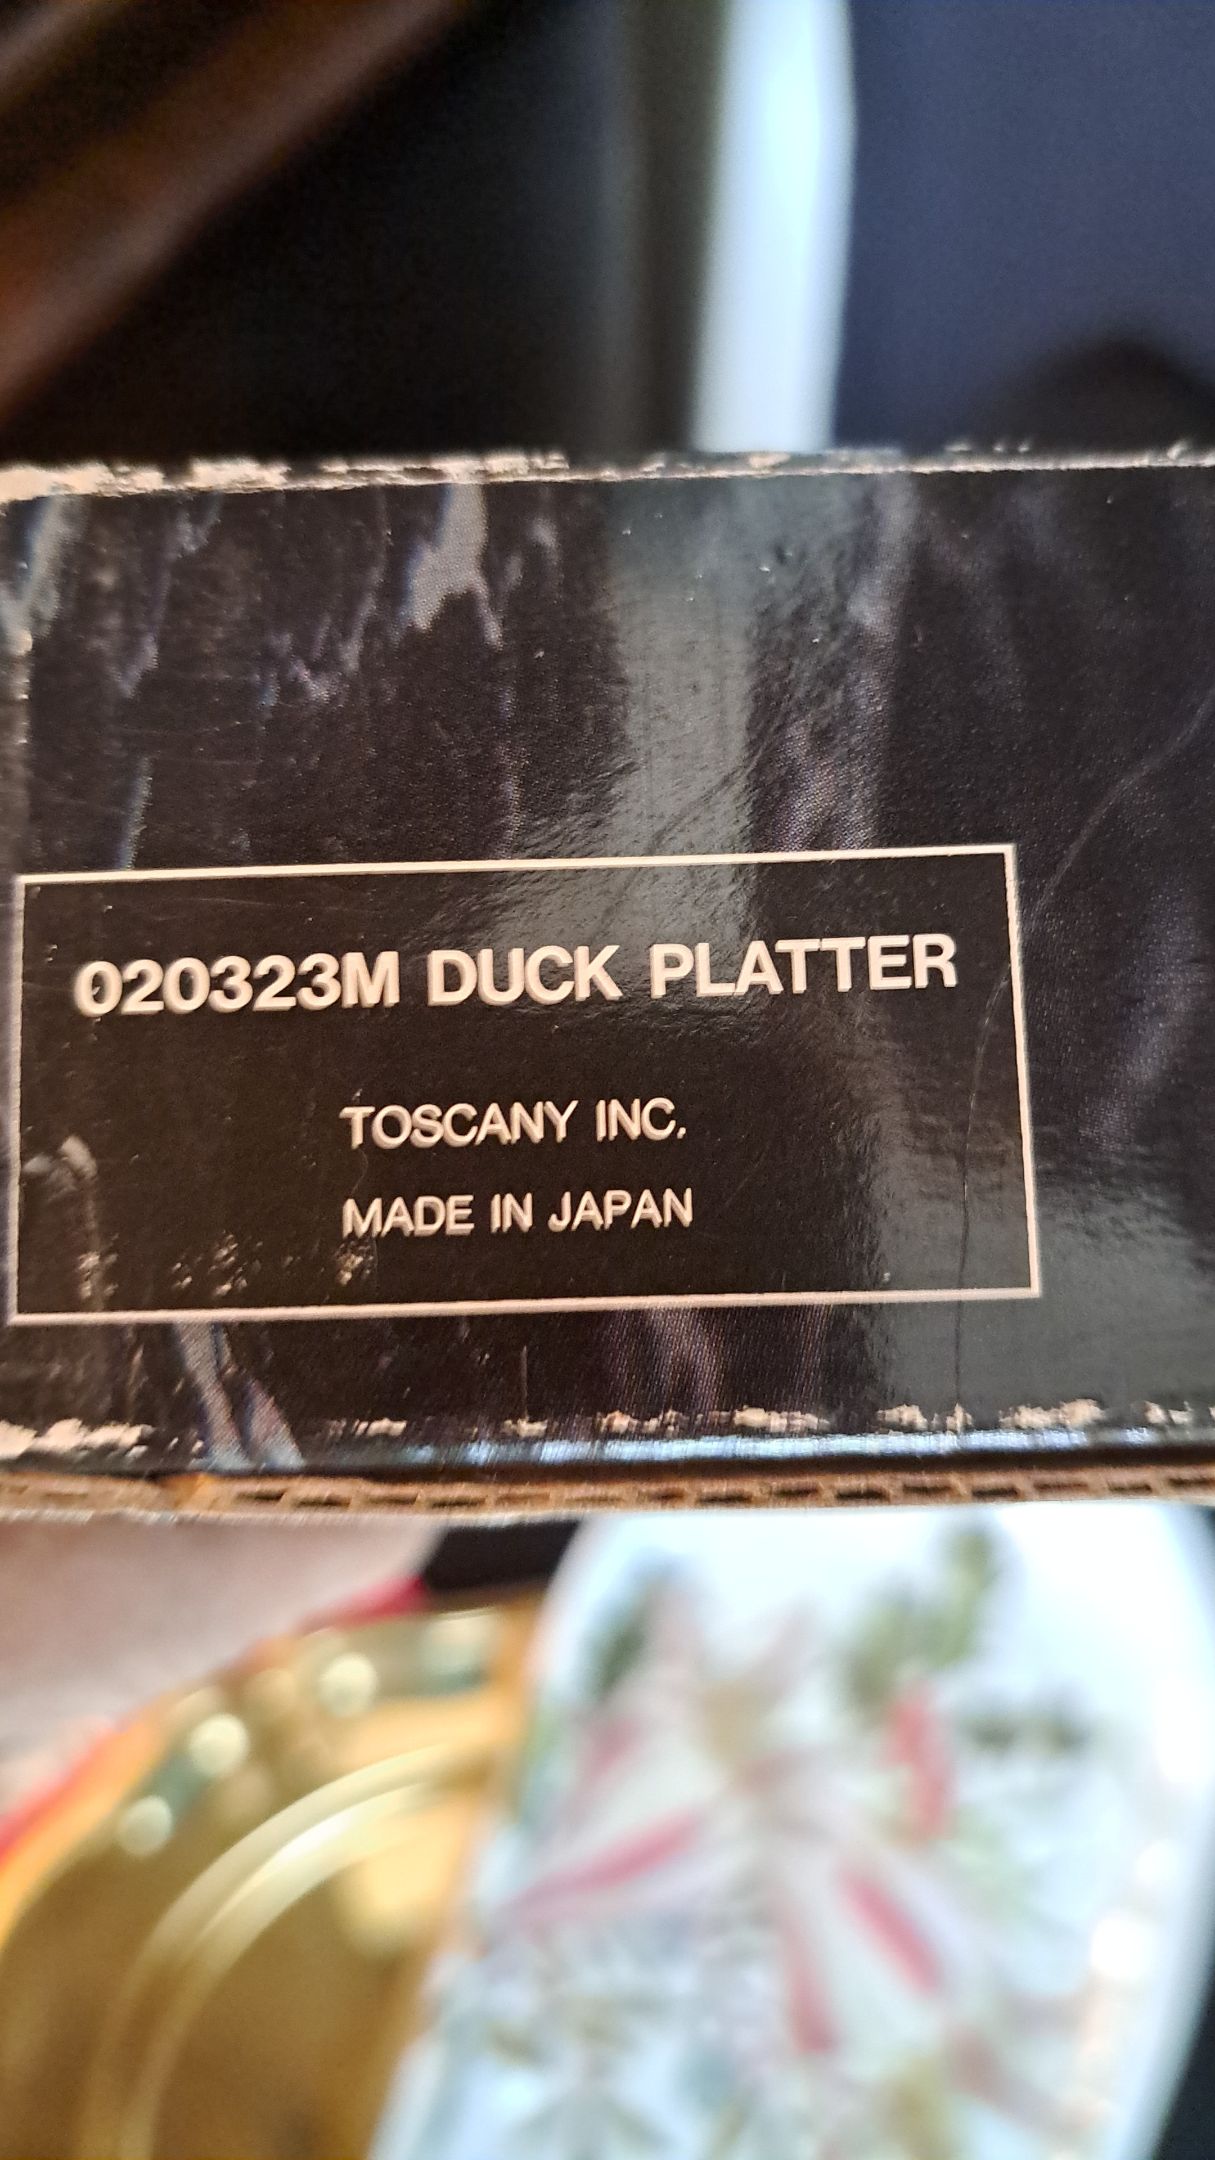 020323M DUCK PLATTER
TOSCANY INC.
MADE IN JAPAN